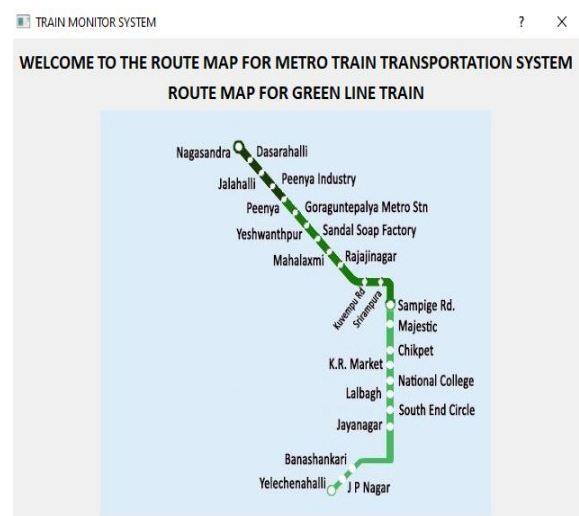 TRAIN MONITOR SYSTEM
?
WELCOME TO THE ROUTE MAP FOR METRO TRAIN TRANSPORTATION SYSTEM
ROUTE MAP FOR GREEN LINE TRAIN
Nagasandra
Dasarahalli
Jalahalli
Peenya Industry
Peenya
Goraguntepalya Metro Stn
Yeshwanthpur
Sandal Soap Factory
Mahalaxmi
Rajajinagar
Kuvempu Rd
Srirampura
Sampige Rd.
Majestic
Chikpet
K.R. Market
National College
Lalbagh
South End Circle
Jayanagar
Banashankari
Yelechenahalli
J P Nagar